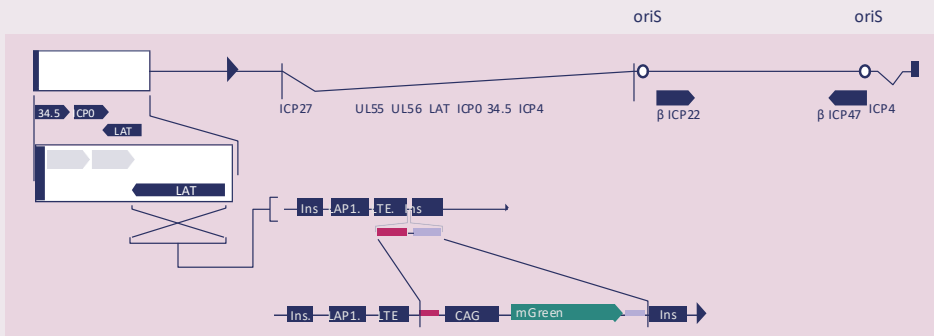 oriS oriS
ICP27 UL55 UL56 LAT ICP0 34.5 ICP4
34.5 CP0 β ICP22 β ICP47 ICP4
LAT
LAT
Ins LAP1. LTE. Ins
Ins. LAP1. LTE CAG mGreen Ins